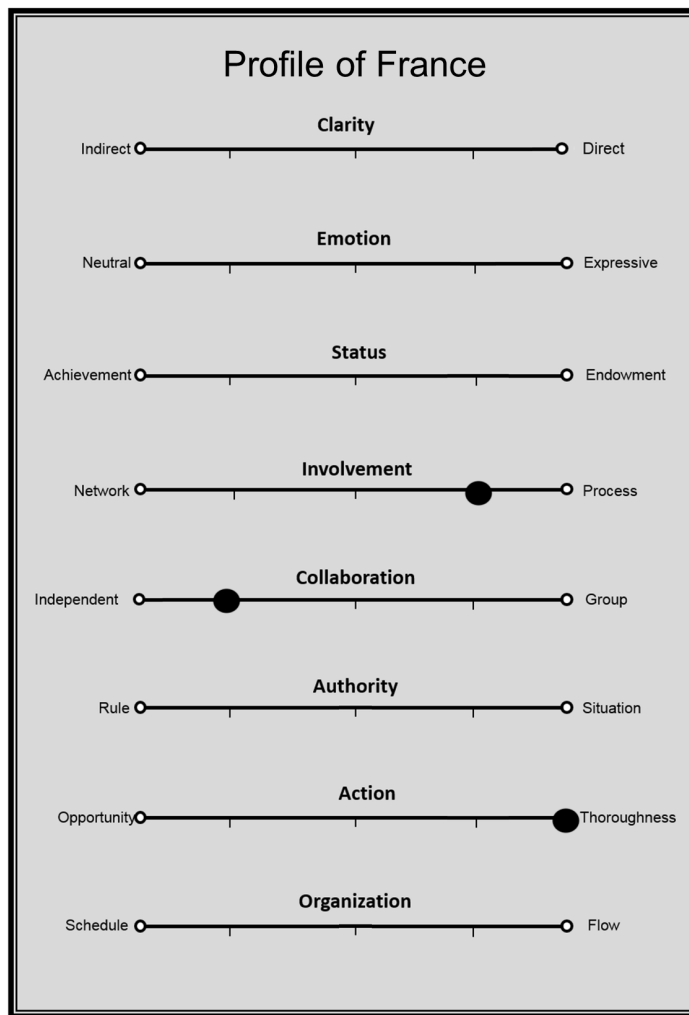 Profile of France
Clarity
Indirect Direct
Emotion
Neutral Expressive
Status
Achievement Endowment
Involvement
Network Process
Collaboration
Independent Group
Authority
Rule Situation
Action
Opportunity Thoroughness
Organization
Schedule Flow